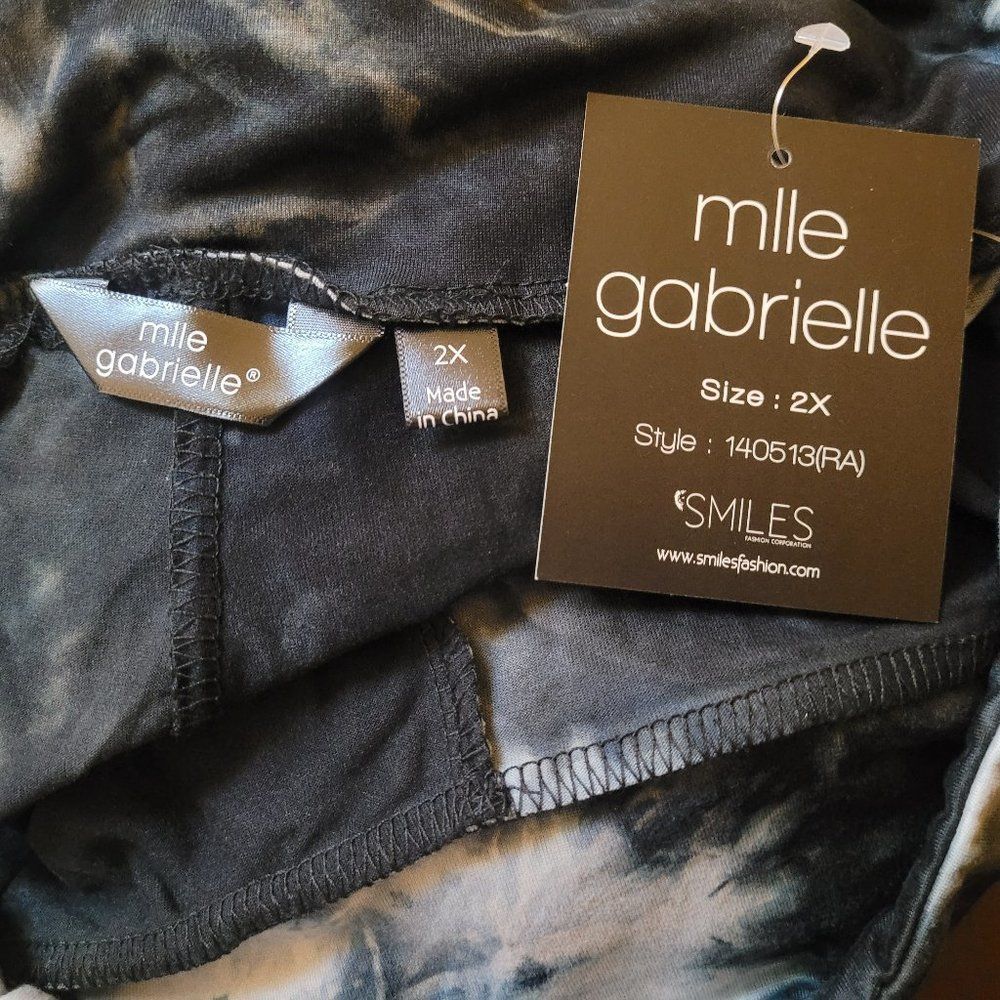 mlle
gabrielle®
2X
Made
in China
mlle
gabrielle
Size : 2X
Style : 140513(RA)
SMILES
FASHION CORPORATION
www.smilesfashion.com